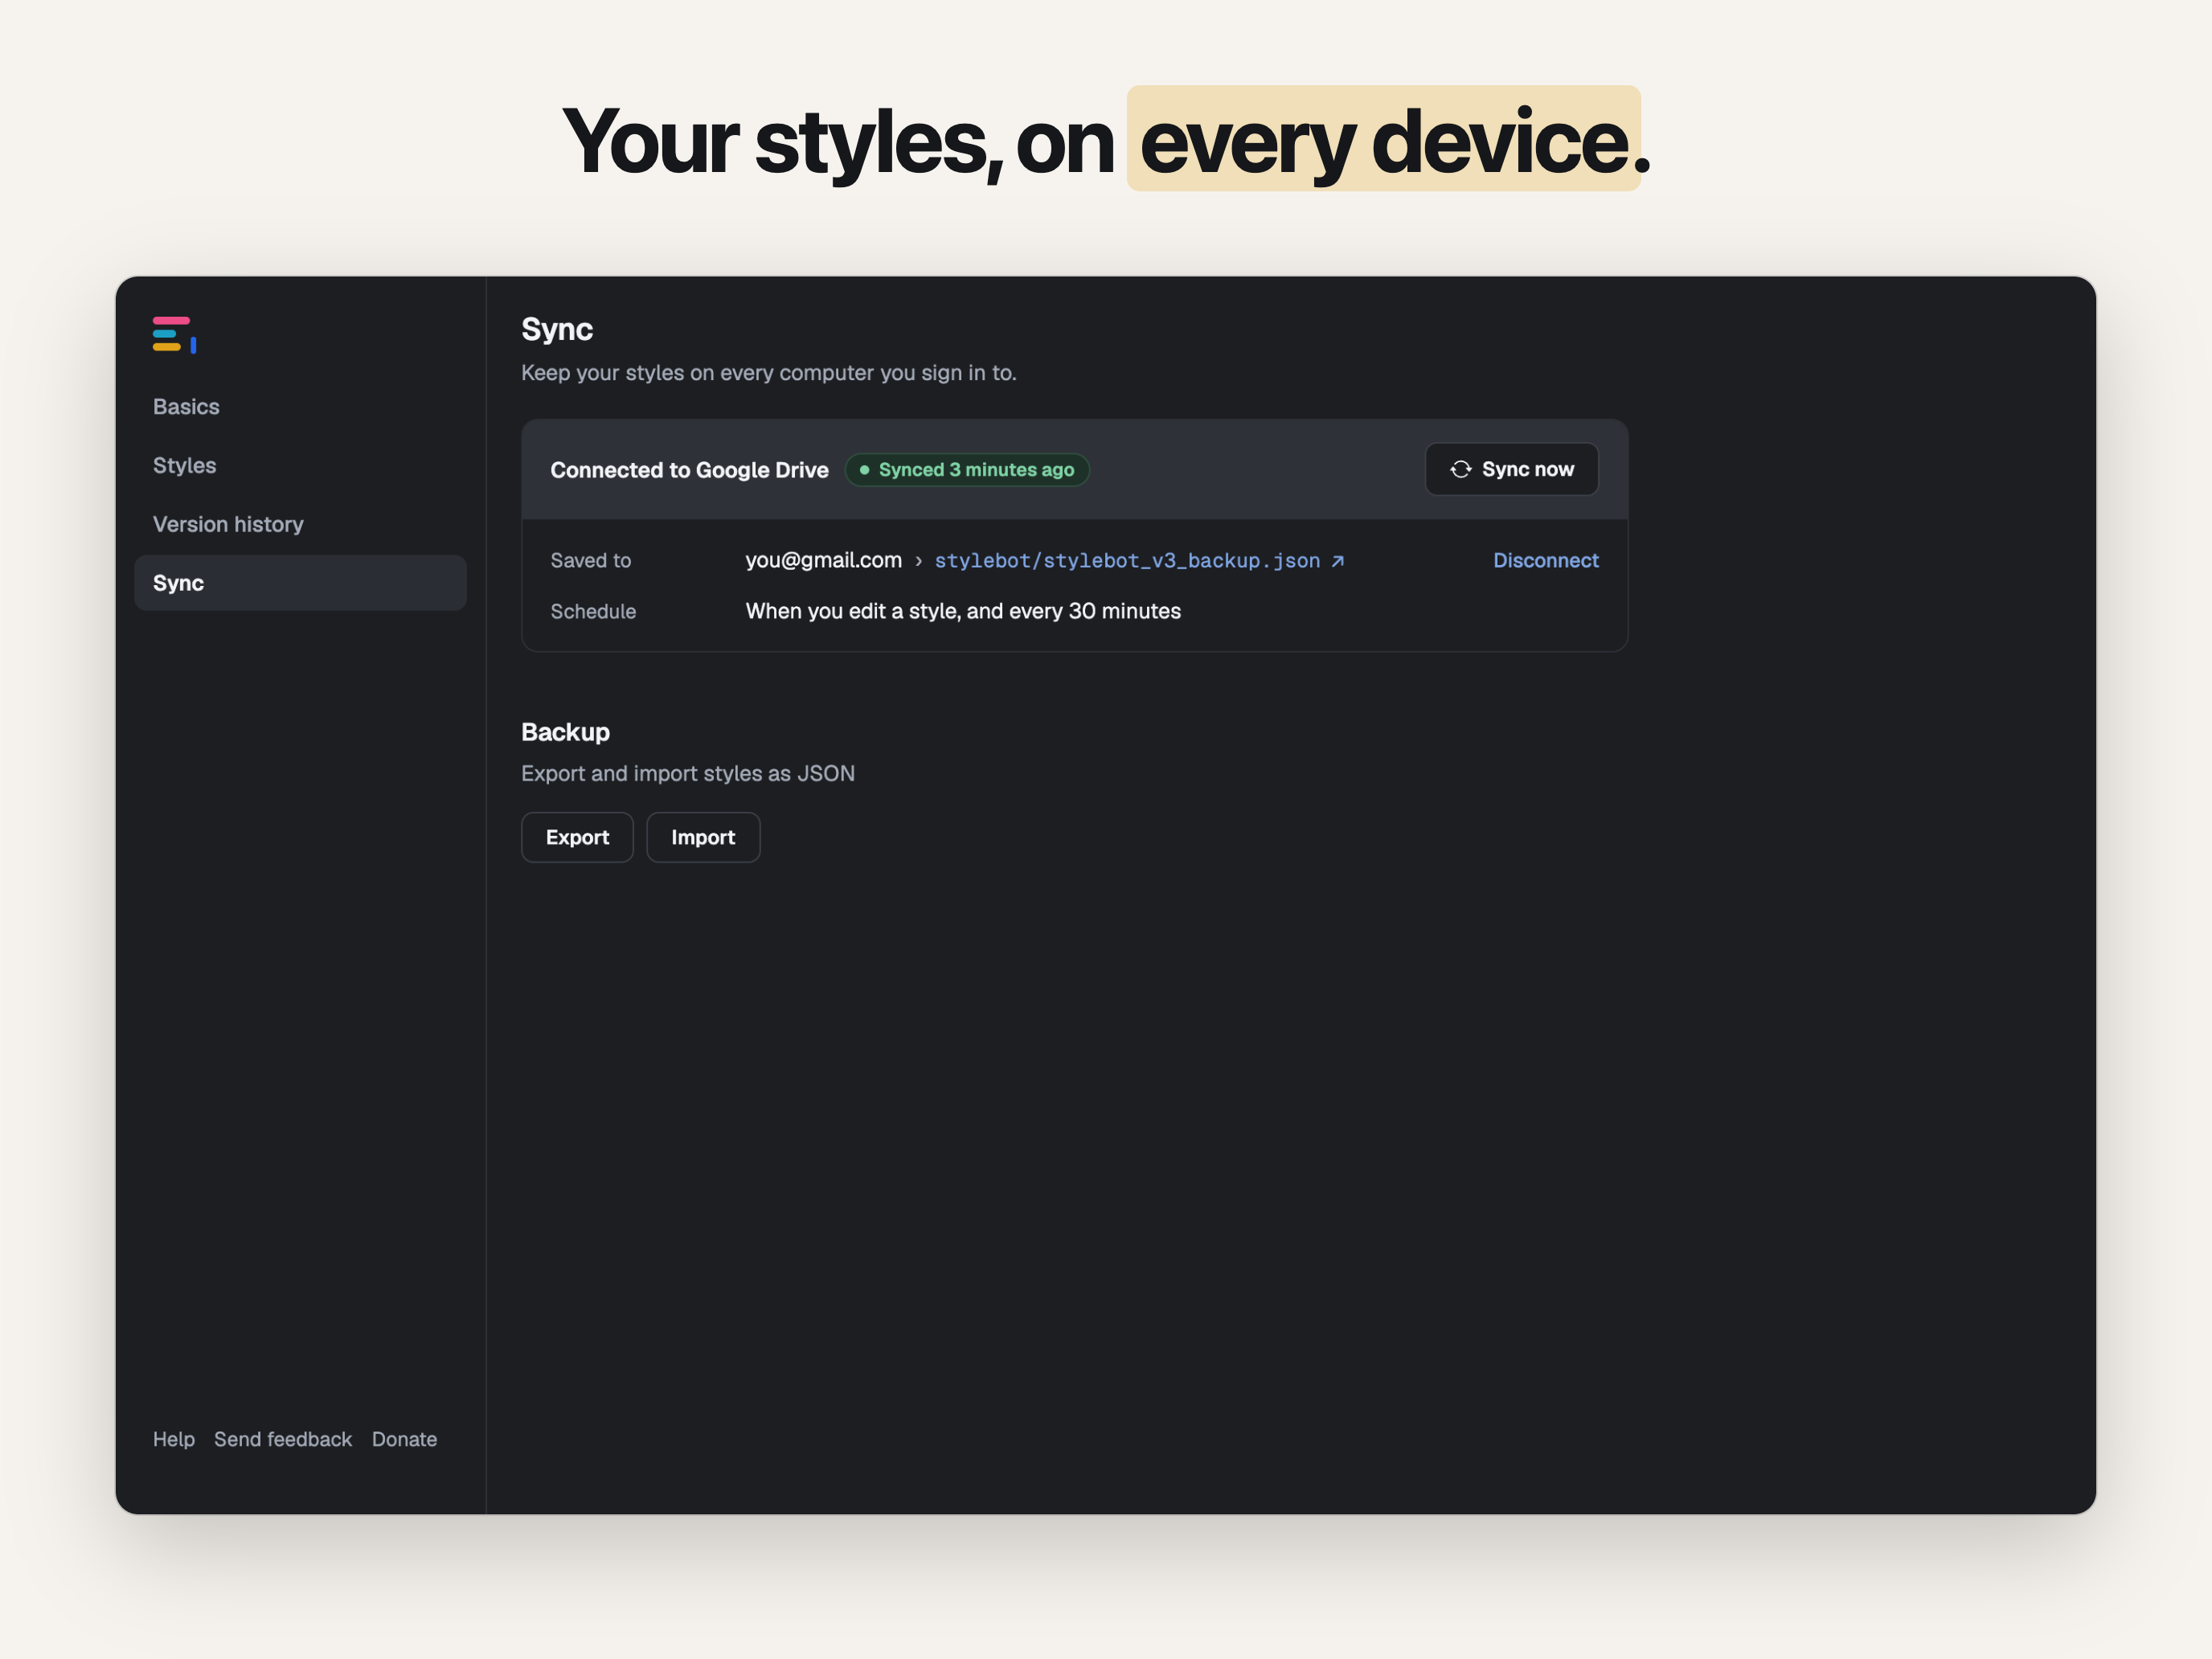 Your styles, on every device.
Basics
Styles
Version history
Sync
Help Send feedback Donate
Sync
Keep your styles on every computer you sign in to.
Connected to Google Drive Synced 3 minutes ago Sync now
Saved to you@gmail.com › stylebot/stylebot_v3_backup.json ↗ Disconnect
Schedule When you edit a style, and every 30 minutes
Backup
Export and import styles as JSON
Export Import